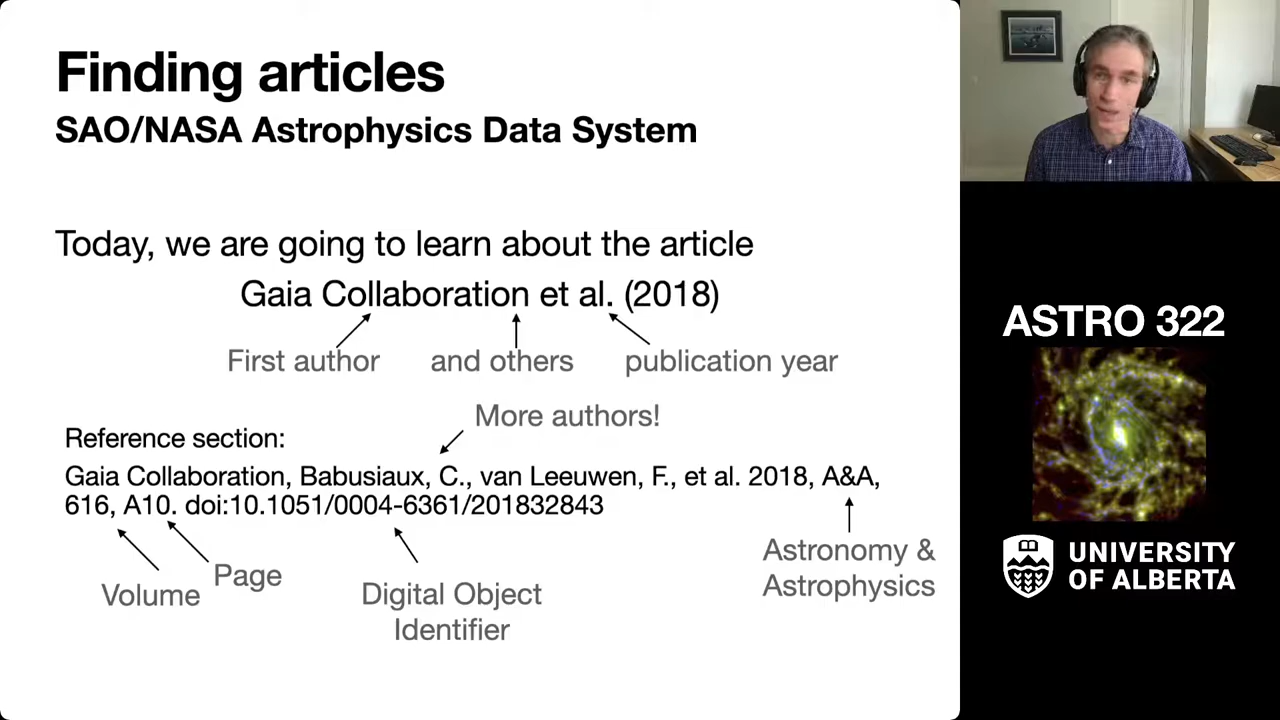 Finding articles
SAO/NASA Astrophysics Data System
Today, we are going to learn about the article
Gaia Collaboration et al. (2018)
First author and others publication year
More authors!
Reference section:
Gaia Collaboration, Babusiaux, C., van Leeuwen, F., et al. 2018, A&A,
616, A10. doi:10.1051/0004-6361/201832843
Astronomy &
Astrophysics
Volume
Page
Digital Object
Identifier
ASTRO 322
UNIVERSITY
OF ALBERTA